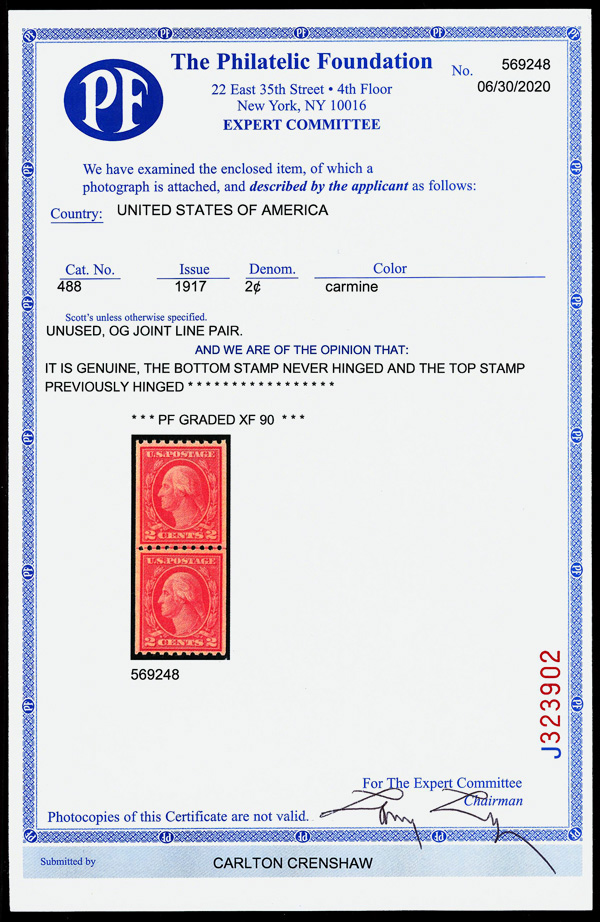 PF
The Philatelic Foundation
No. 569248
22 East 35th Street • 4th Floor
06/30/2020
New York, NY 10016
EXPERT COMMITTEE
We have examined the enclosed item, of which a
photograph is attached, and described by the applicant as follows:
Country: UNITED STATES OF AMERICA
Cat. No. Issue Denom. Color
488 1917 2¢ carmine
Scott's unless otherwise specified.
UNUSED, OG JOINT LINE PAIR.
AND WE ARE OF THE OPINION THAT:
IT IS GENUINE, THE BOTTOM STAMP NEVER HINGED AND THE TOP STAMP
PREVIOUSLY HINGED * * * * * * * * * * * * * * * * *
* * * PF GRADED XF 90 * * *
U.S. POSTAGE
2 CENTS 2
U.S. POSTAGE
2 CENTS 2
569248
J323902
For The Expert Committee
Chairman
Photocopies of this Certificate are not valid.
Submitted by CARLTON CRENSHAW